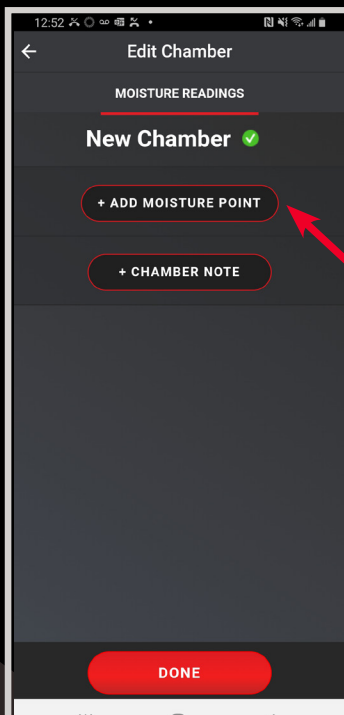 12:52
Edit Chamber
MOISTURE READINGS
New Chamber
+ ADD MOISTURE POINT
+ CHAMBER NOTE
DONE